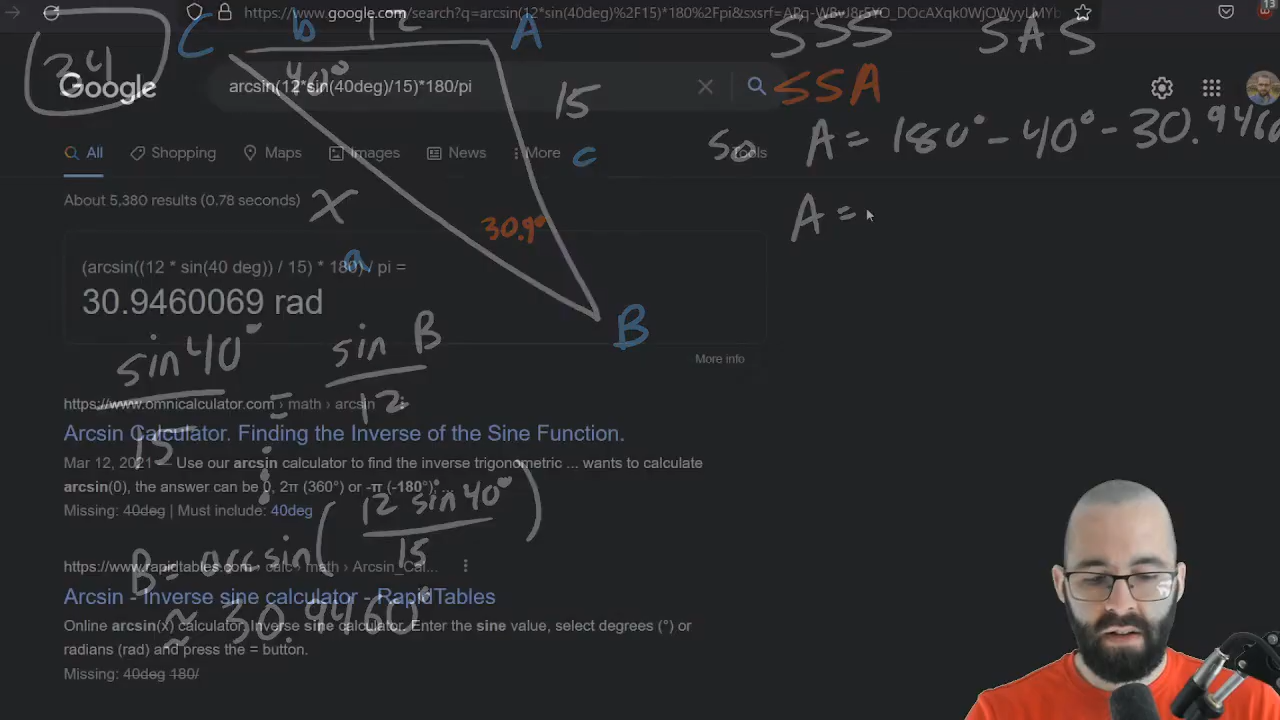 https://www.google.com/search?q=arcsin(12*sin(40deg)%2F15)*180%2Fpi&sxsrf=
13
34
C
b
12
A
SSS
SAS
Google
40°
arcsin(12*sin(40deg)/15)*180/pi
15
SSA
so A = 180° - 40° - 30.9460
All
Shopping
Maps
Images
News
More
c
Tools
About 5,380 results (0.78 seconds)
x
30.9°
A =
(arcsin((12 * sin(40 deg)) / 15) * 180) / pi =
a
30.9460069 rad
B
More info
sin 40° / 15 = sin B / 12
https://www.omnicalculator.com › math › arcsin
Arcsin Calculator. Finding the Inverse of the Sine Function.
Mar 12, 2021 — Use our arcsin calculator to find the inverse trigonometric ... wants to calculate
arcsin(0), the answer can be 0, 2π (360°) or -π (-180°), ...
Missing: 40deg | Must include: 40deg
B = arcsin( 12 sin 40° / 15 )
https://www.rapidtables.com › calc › math › Arcsin_Cal...
Arcsin - Inverse sine calculator - RapidTables
≈ 30.9460°
Online arcsin(x) calculator. Inverse sine calculator. Enter the sine value, select degrees (°) or
radians (rad) and press the = button.
Missing: 40deg 180/